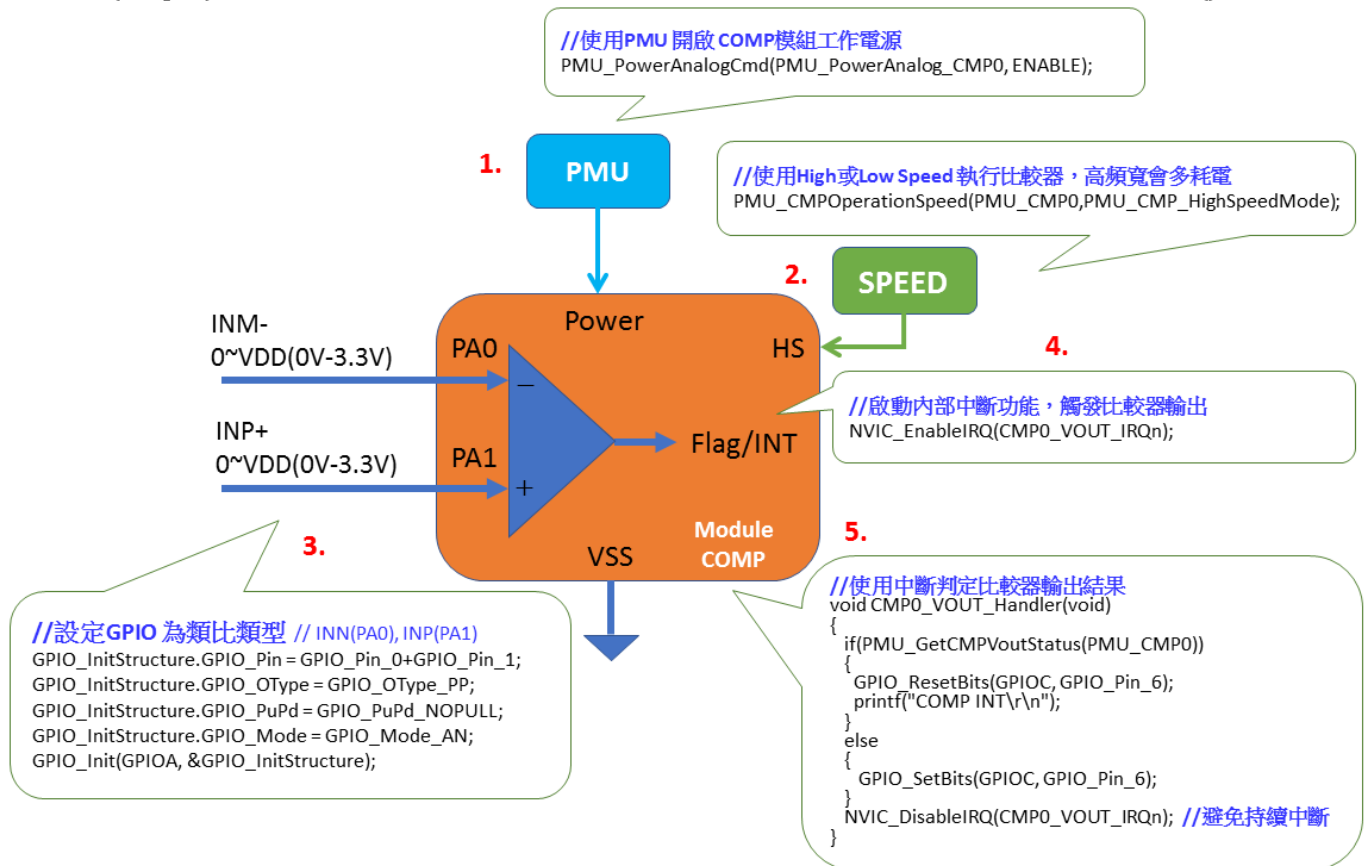 //使用PMU 開啟 COMP模組工作電源
PMU_PowerAnalogCmd(PMU_PowerAnalog_CMP0, ENABLE);
1.
PMU
//使用High或Low Speed 執行比較器，高頻寬會多耗電
PMU_CMPOperationSpeed(PMU_CMP0,PMU_CMP_HighSpeedMode);
2.
SPEED
INM-
0~VDD(0V-3.3V)
INP+
0~VDD(0V-3.3V)
Power
PA0
HS
−
PA1
+
Flag/INT
VSS
Module
COMP
4.
//啟動內部中斷功能，觸發比較器輸出
NVIC_EnableIRQ(CMP0_VOUT_IRQn);
3.
//設定GPIO 為類比類型 // INN(PA0), INP(PA1)
GPIO_InitStructure.GPIO_Pin = GPIO_Pin_0+GPIO_Pin_1;
GPIO_InitStructure.GPIO_OType = GPIO_OType_PP;
GPIO_InitStructure.GPIO_PuPd = GPIO_PuPd_NOPULL;
GPIO_InitStructure.GPIO_Mode = GPIO_Mode_AN;
GPIO_Init(GPIOA, &GPIO_InitStructure);
5.
//使用中斷判定比較器輸出結果
void CMP0_VOUT_Handler(void)
{
if(PMU_GetCMPVoutStatus(PMU_CMP0))
{
GPIO_ResetBits(GPIOC, GPIO_Pin_6);
printf("COMP INT\r\n");
}
else
{
GPIO_SetBits(GPIOC, GPIO_Pin_6);
}
NVIC_DisableIRQ(CMP0_VOUT_IRQn); //避免持續中斷
}